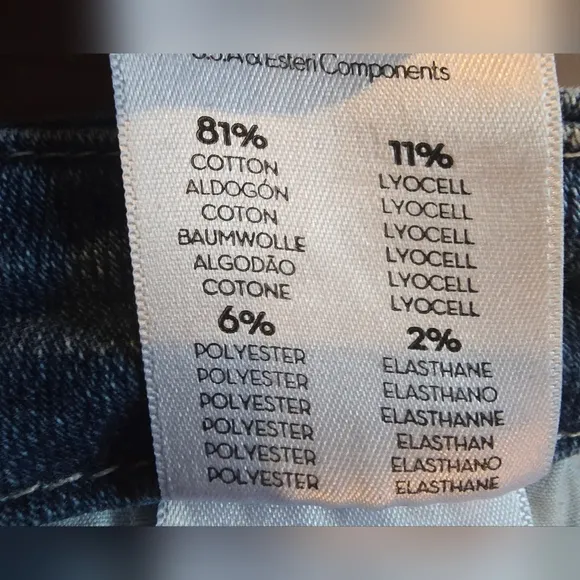 U.S.A & Esteri Components
81%
COTTON
ALDOGÓN
COTON
BAUMWOLLE
ALGODÃO
COTONE
6%
POLYESTER
POLYESTER
POLYESTER
POLYESTER
POLYESTER
POLYESTER
11%
LYOCELL
LYOCELL
LYOCELL
LYOCELL
LYOCELL
LYOCELL
2%
ELASTHANE
ELASTHANO
ELASTHANNE
ELASTHAN
ELASTHANO
ELASTHANE